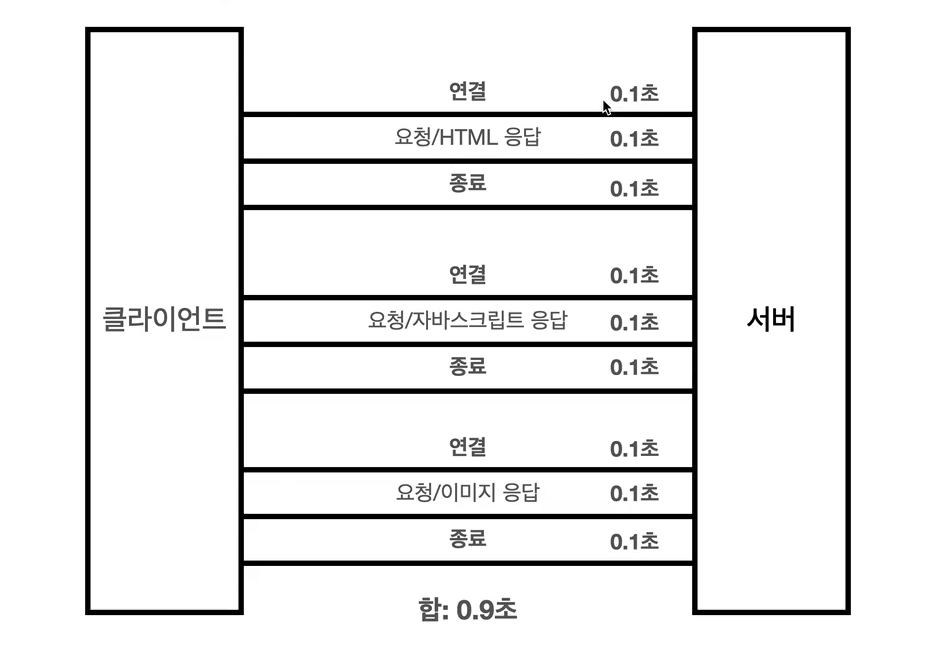 연결 0.1초
요청/HTML 응답 0.1초
종료 0.1초
연결 0.1초
클라이언트
요청/자바스크립트 응답 0.1초
서버
종료 0.1초
연결 0.1초
요청/이미지 응답 0.1초
종료 0.1초
합: 0.9초